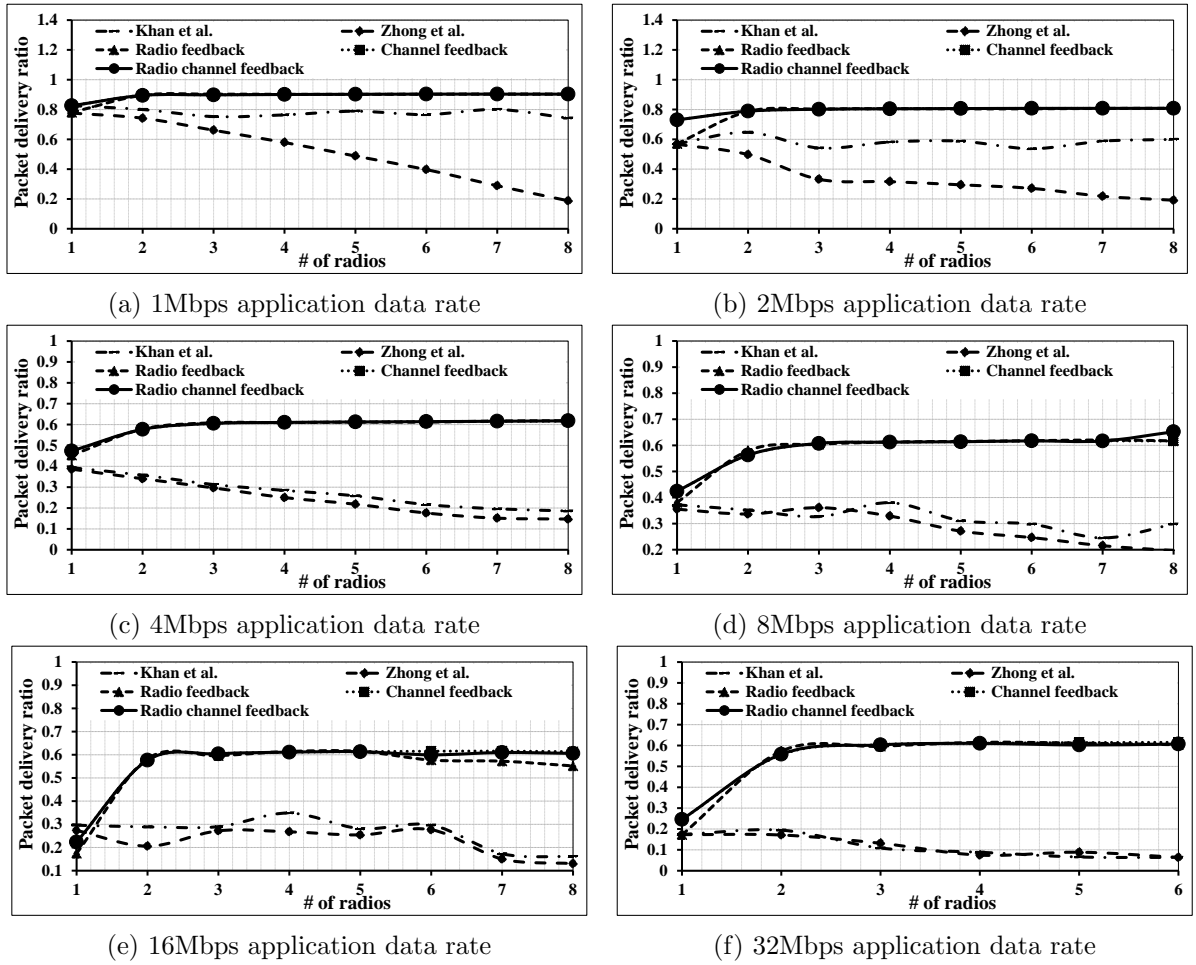 1.4
1.2
1
0.8
0.6
0.4
0.2
0
Packet delivery ratio
Khan et al.
Zhong et al.
Radio feedback
Channel feedback
Radio channel feedback
1 2 3 4 5 6 7 8
# of radios
(a) 1Mbps application data rate
1.4
1.2
1
0.8
0.6
0.4
0.2
0
Packet delivery ratio
Khan et al.
Zhong et al.
Radio feedback
Channel feedback
Radio channel feedback
1 2 3 4 5 6 7 8
# of radios
(b) 2Mbps application data rate
1
0.9
0.8
0.7
0.6
0.5
0.4
0.3
0.2
0.1
0
Packet delivery ratio
Khan et al.
Zhong et al.
Radio feedback
Channel feedback
Radio channel feedback
1 2 3 4 5 6 7 8
# of radios
(c) 4Mbps application data rate
1
0.9
0.8
0.7
0.6
0.5
0.4
0.3
0.2
Packet delivery ratio
Khan et al.
Zhong et al.
Radio feedback
Channel feedback
Radio channel feedback
1 2 3 4 5 6 7 8
# of radios
(d) 8Mbps application data rate
1
0.9
0.8
0.7
0.6
0.5
0.4
0.3
0.2
0.1
Packet delivery ratio
Khan et al.
Zhong et al.
Radio feedback
Channel feedback
Radio channel feedback
1 2 3 4 5 6 7 8
# of radios
(e) 16Mbps application data rate
1
0.9
0.8
0.7
0.6
0.5
0.4
0.3
0.2
0.1
0
Packet delivery ratio
Khan et al.
Zhong et al.
Radio feedback
Channel feedback
Radio channel feedback
1 2 3 4 5 6
# of radios
(f) 32Mbps application data rate